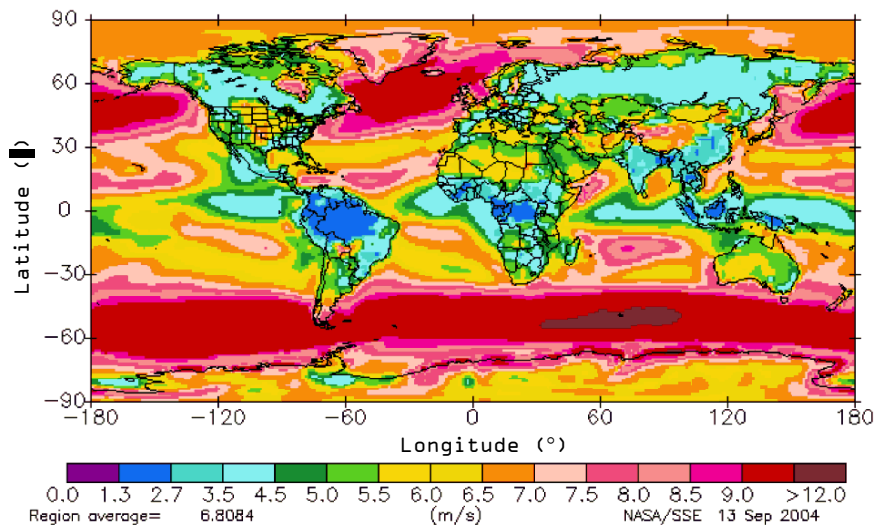 90
60
30
0
−30
−60
−90
Latitude (
−180 −120 −60 0 60 120 180
Longitude (°)
0.0 1.3 2.7 3.5 4.5 5.0 5.5 6.0 6.5 7.0 7.5 8.0 8.5 9.0 >12.0
Region average= 6.8084 (m/s) NASA/SSE 13 Sep 2004